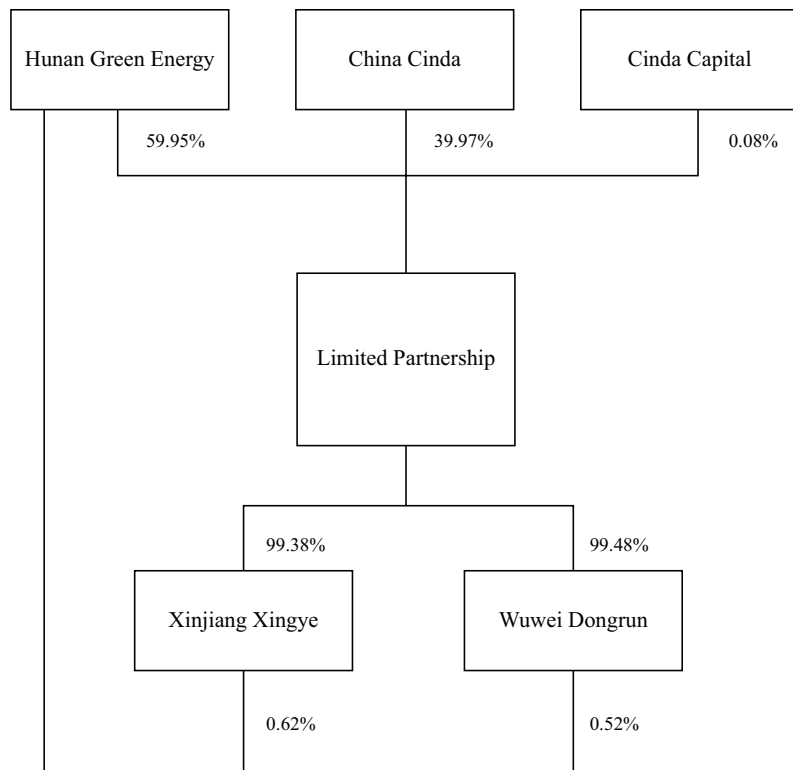 Hunan Green Energy
China Cinda
Cinda Capital
59.95%
39.97%
0.08%
Limited Partnership
99.38%
99.48%
Xinjiang Xingye
Wuwei Dongrun
0.62%
0.52%